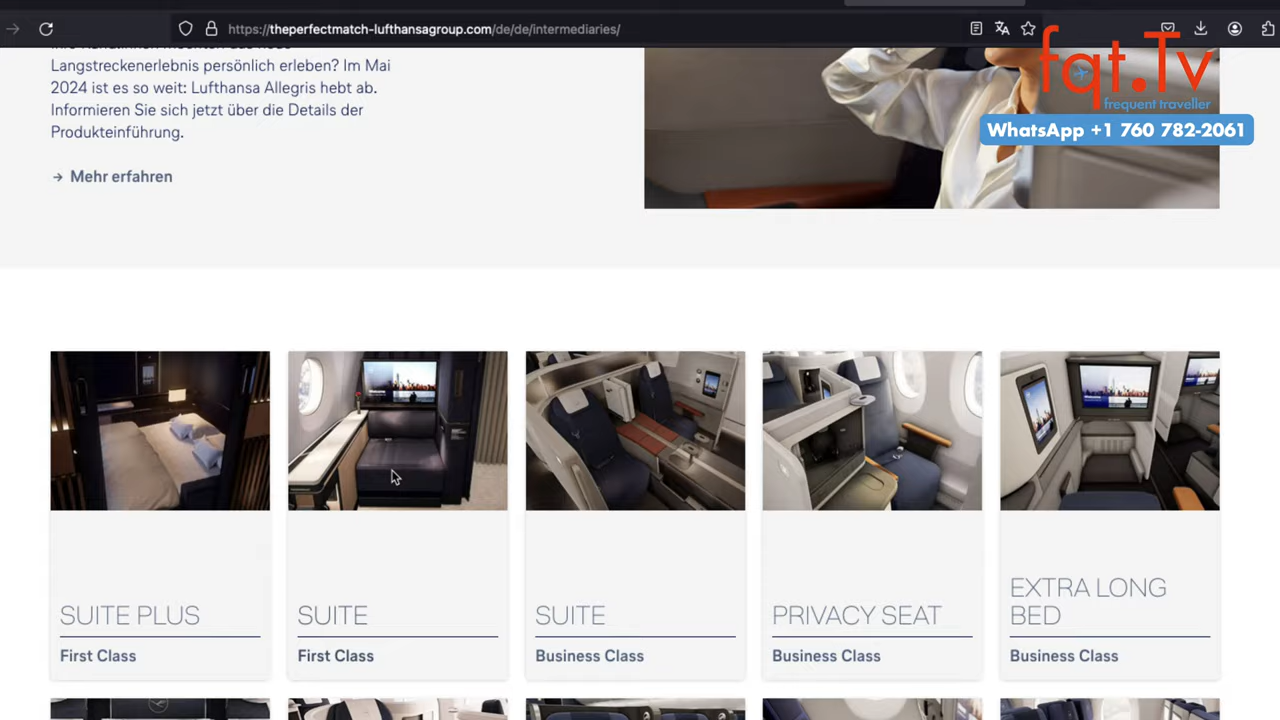 https://theperfectmatch-lufthansagroup.com/de/de/intermediaries/
fqt.Tv
frequent traveller
WhatsApp +1 760 782-2061
Langstreckenerlebnis persönlich erleben? Im Mai
2024 ist es so weit: Lufthansa Allegris hebt ab.
Informieren Sie sich jetzt über die Details der
Produkteinführung.
→ Mehr erfahren
SUITE PLUS
First Class
SUITE
First Class
SUITE
Business Class
PRIVACY SEAT
Business Class
EXTRA LONG
BED
Business Class